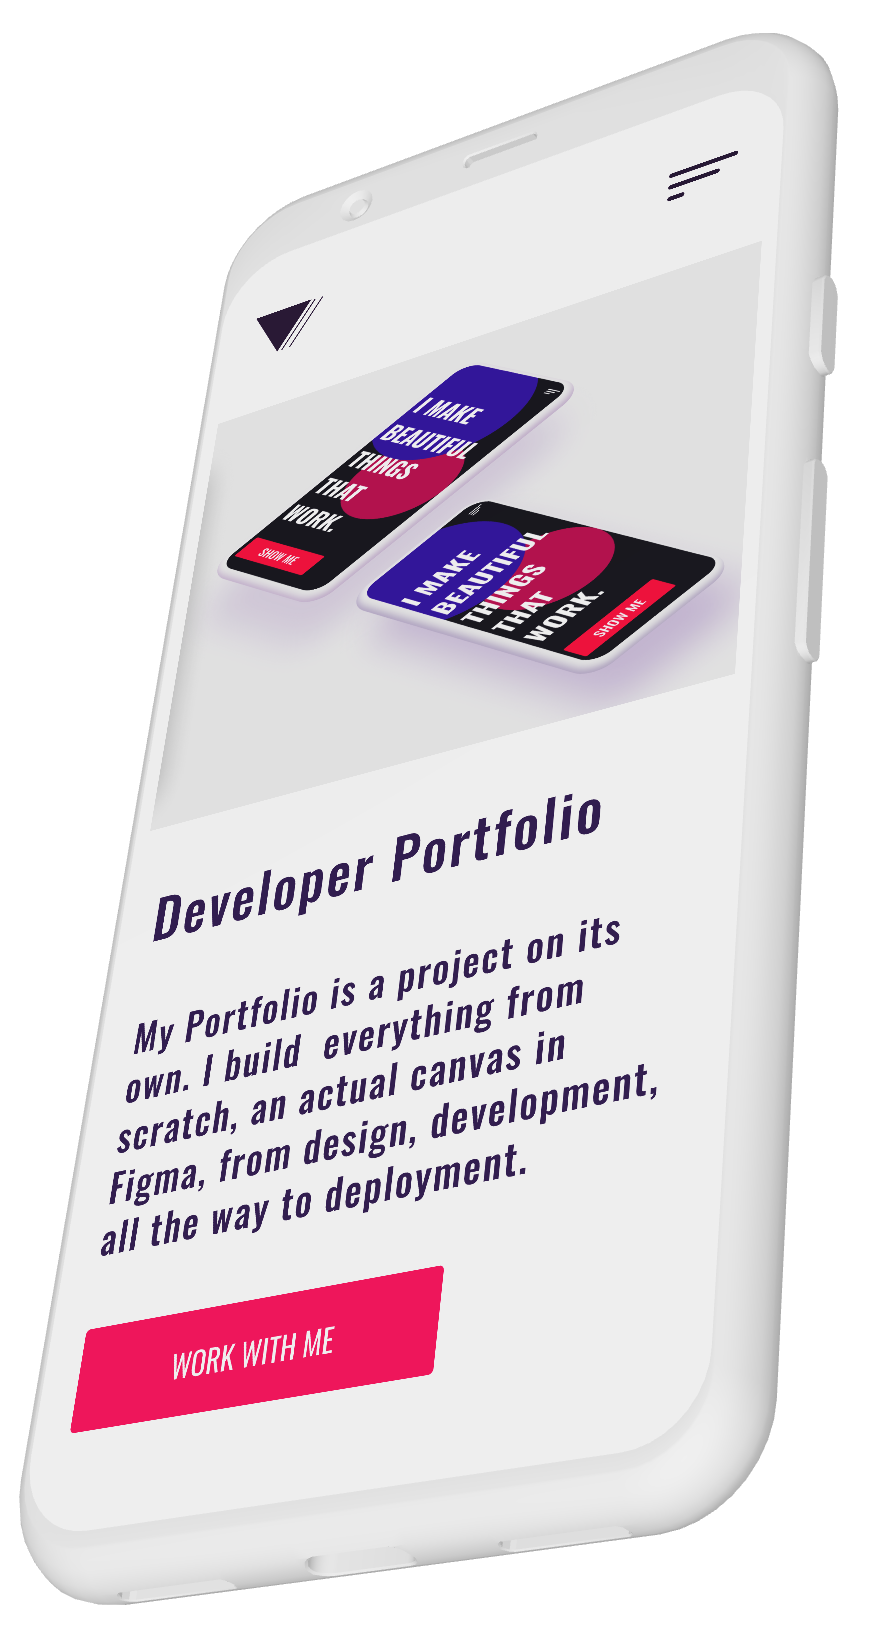 I MAKE
BEAUTIFUL
THINGS
THAT
WORK.
SHOW ME
I MAKE
BEAUTIFUL
THINGS
THAT
WORK.
SHOW ME
Developer Portfolio
My Portfolio is a project on its
own. I build  everything from
scratch, an actual canvas in
Figma, from design, development,
all the way to deployment.
WORK WITH ME